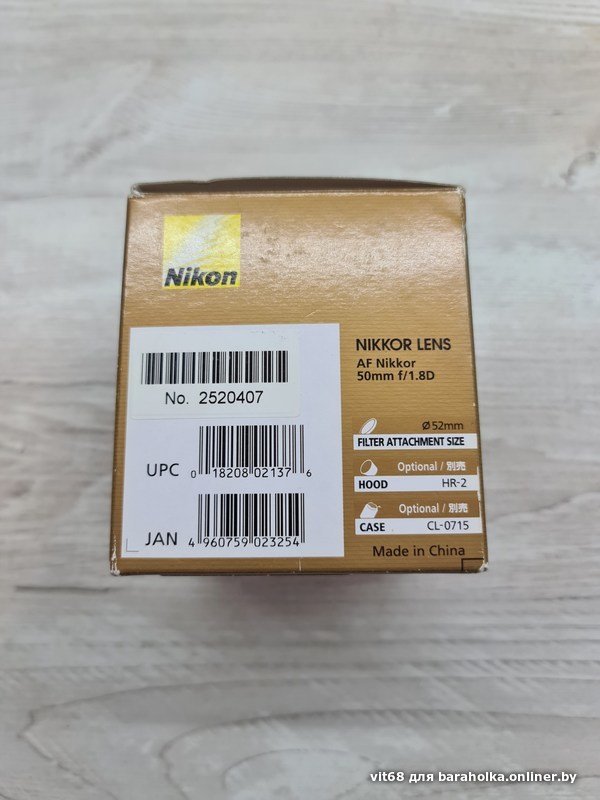 Nikon
No. 2520407
UPC 0 18208 02137 6
JAN 4 960759 023254
NIKKOR LENS
AF Nikkor
50mm f/1.8D
Ø52mm
FILTER ATTACHMENT SIZE
Optional / 別売
HOOD HR-2
Optional / 別売
CASE CL-0715
Made in China
vit68 для baraholka.onliner.by